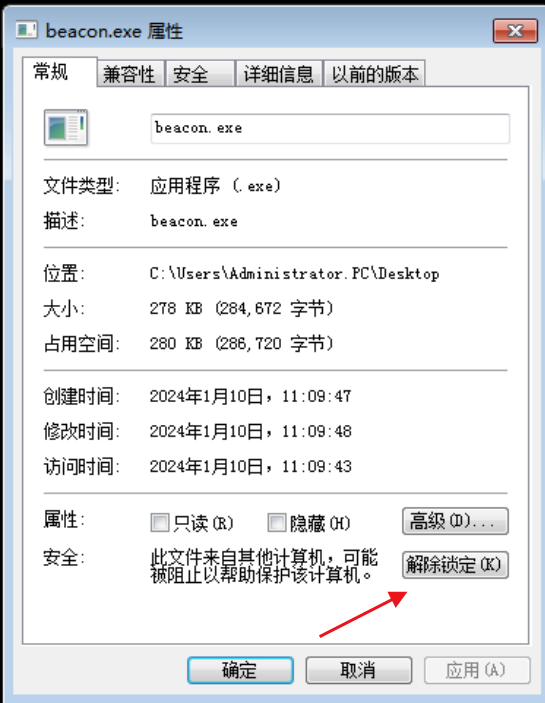 beacon.exe 属性
常规 兼容性 安全 详细信息 以前的版本
beacon.exe
文件类型: 应用程序 (.exe)
描述: beacon.exe
位置: C:\Users\Administrator.PC\Desktop
大小: 278 KB (284,672 字节)
占用空间: 280 KB (286,720 字节)
创建时间: 2024年1月10日，11:09:47
修改时间: 2024年1月10日，11:09:48
访问时间: 2024年1月10日，11:09:43
属性: 只读(R) 隐藏(H) 高级(D)...
安全: 此文件来自其他计算机，可能
被阻止以帮助保护该计算机。 解除锁定(K)
确定 取消 应用(A)